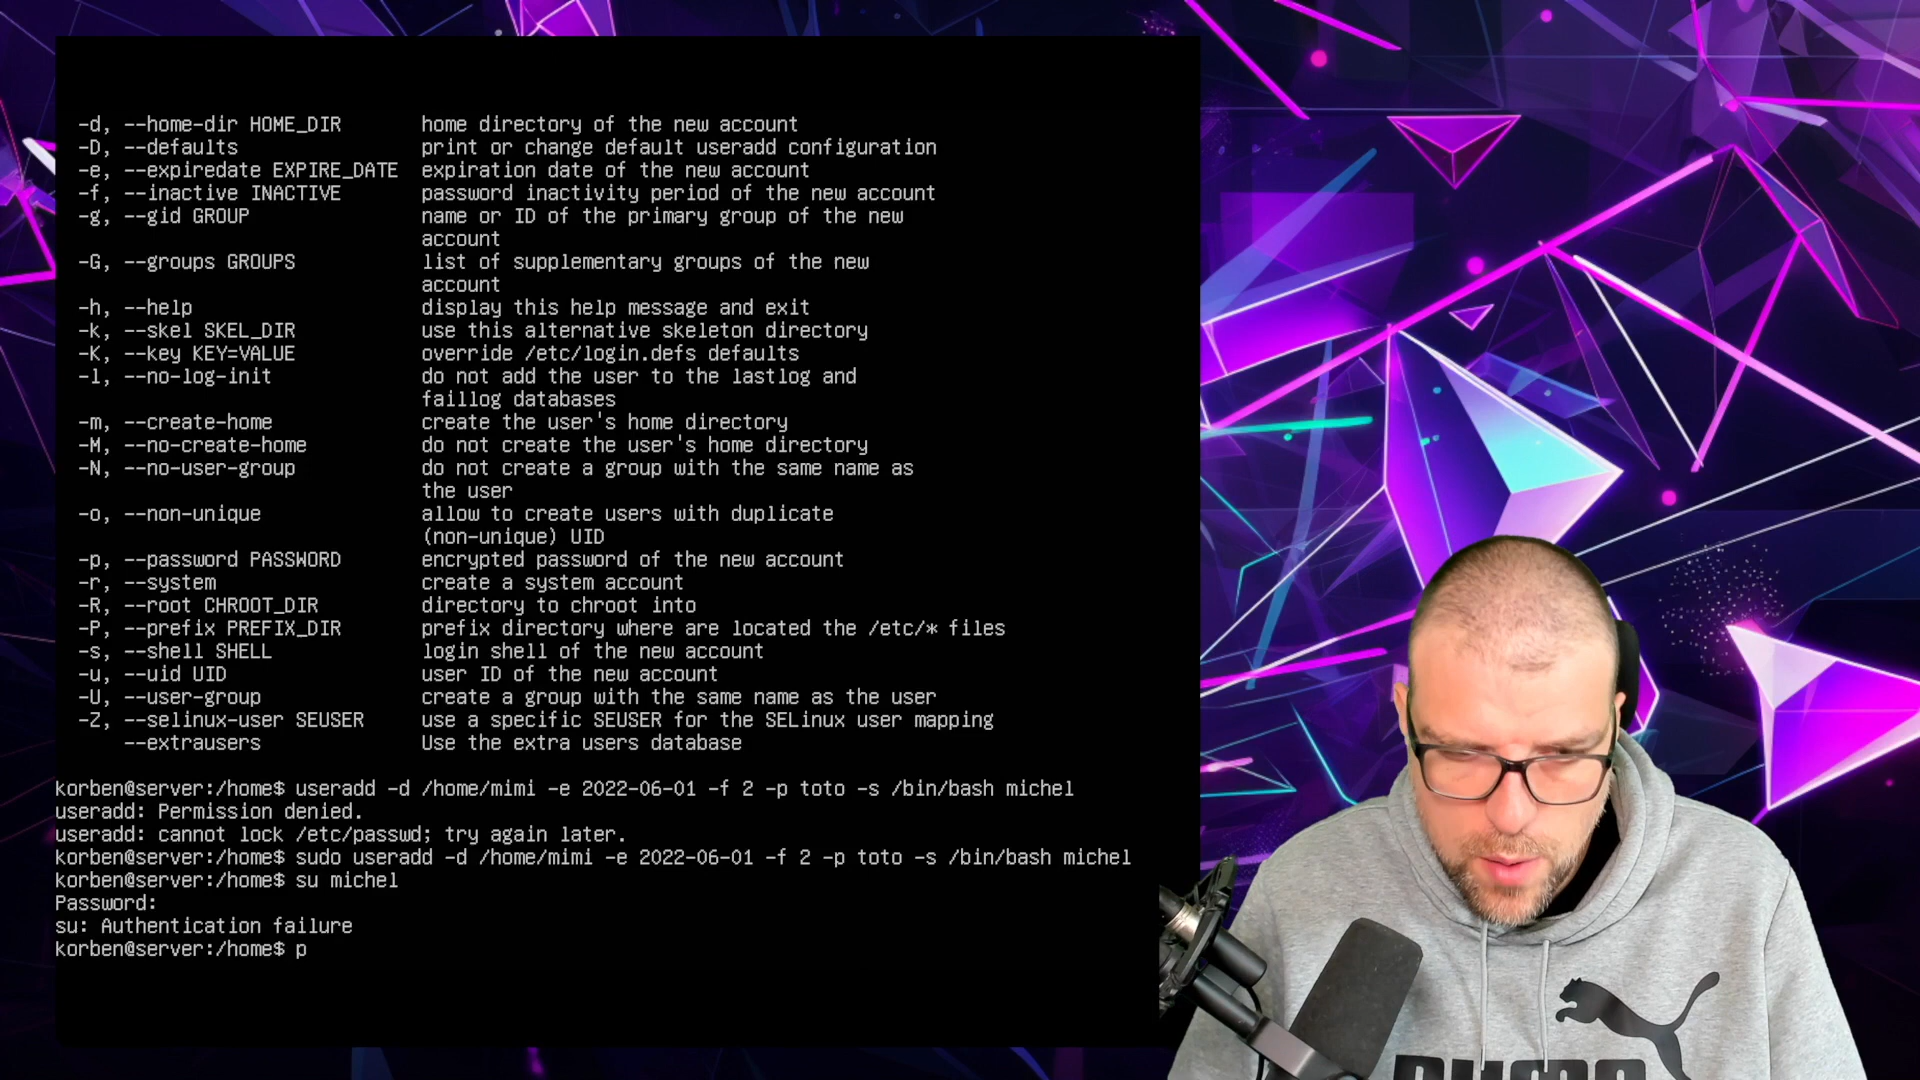 -d, --home-dir HOME_DIR       home directory of the new account
-D, --defaults                print or change default useradd configuration
-e, --expiredate EXPIRE_DATE  expiration date of the new account
-f, --inactive INACTIVE       password inactivity period of the new account
-g, --gid GROUP               name or ID of the primary group of the new
account
-G, --groups GROUPS           list of supplementary groups of the new
account
-h, --help                    display this help message and exit
-k, --skel SKEL_DIR           use this alternative skeleton directory
-K, --key KEY=VALUE           override /etc/login.defs defaults
-l, --no-log-init             do not add the user to the lastlog and
faillog databases
-m, --create-home             create the user's home directory
-M, --no-create-home          do not create the user's home directory
-N, --no-user-group           do not create a group with the same name as
the user
-o, --non-unique              allow to create users with duplicate
(non-unique) UID
-p, --password PASSWORD       encrypted password of the new account
-r, --system                  create a system account
-R, --root CHROOT_DIR         directory to chroot into
-P, --prefix PREFIX_DIR       prefix directory where are located the /etc/* files
-s, --shell SHELL             login shell of the new account
-u, --uid UID                 user ID of the new account
-U, --user-group              create a group with the same name as the user
-Z, --selinux-user SEUSER     use a specific SEUSER for the SELinux user mapping
--extrausers              Use the extra users database
korben@server:/home$ useradd -d /home/mimi -e 2022-06-01 -f 2 -p toto -s /bin/bash michel
useradd: Permission denied.
useradd: cannot lock /etc/passwd; try again later.
korben@server:/home$ sudo useradd -d /home/mimi -e 2022-06-01 -f 2 -p toto -s /bin/bash michel
korben@server:/home$ su michel
Password:
su: Authentication failure
korben@server:/home$ p
PUMA